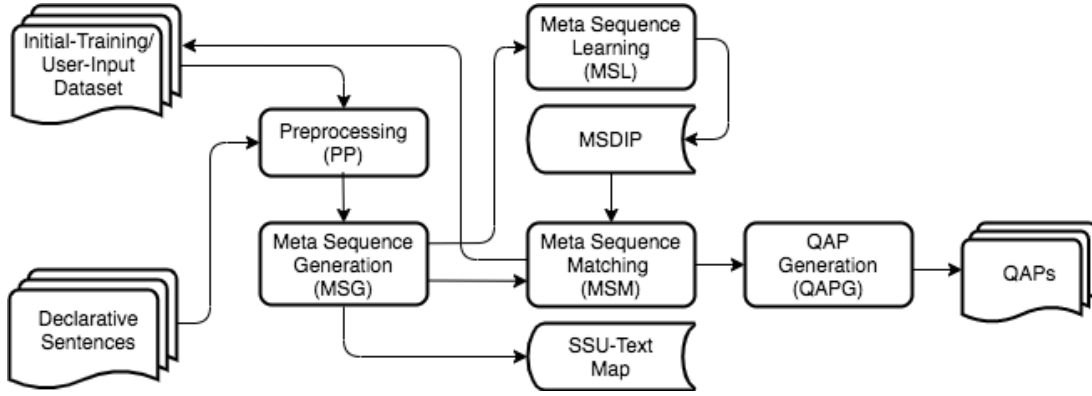 Initial-Training/
User-Input
Dataset
Meta Sequence
Learning
(MSL)
Preprocessing
(PP)
MSDIP
Meta Sequence
Generation
(MSG)
Meta Sequence
Matching
(MSM)
QAP
Generation
(QAPG)
QAPs
Declarative
Sentences
SSU-Text
Map